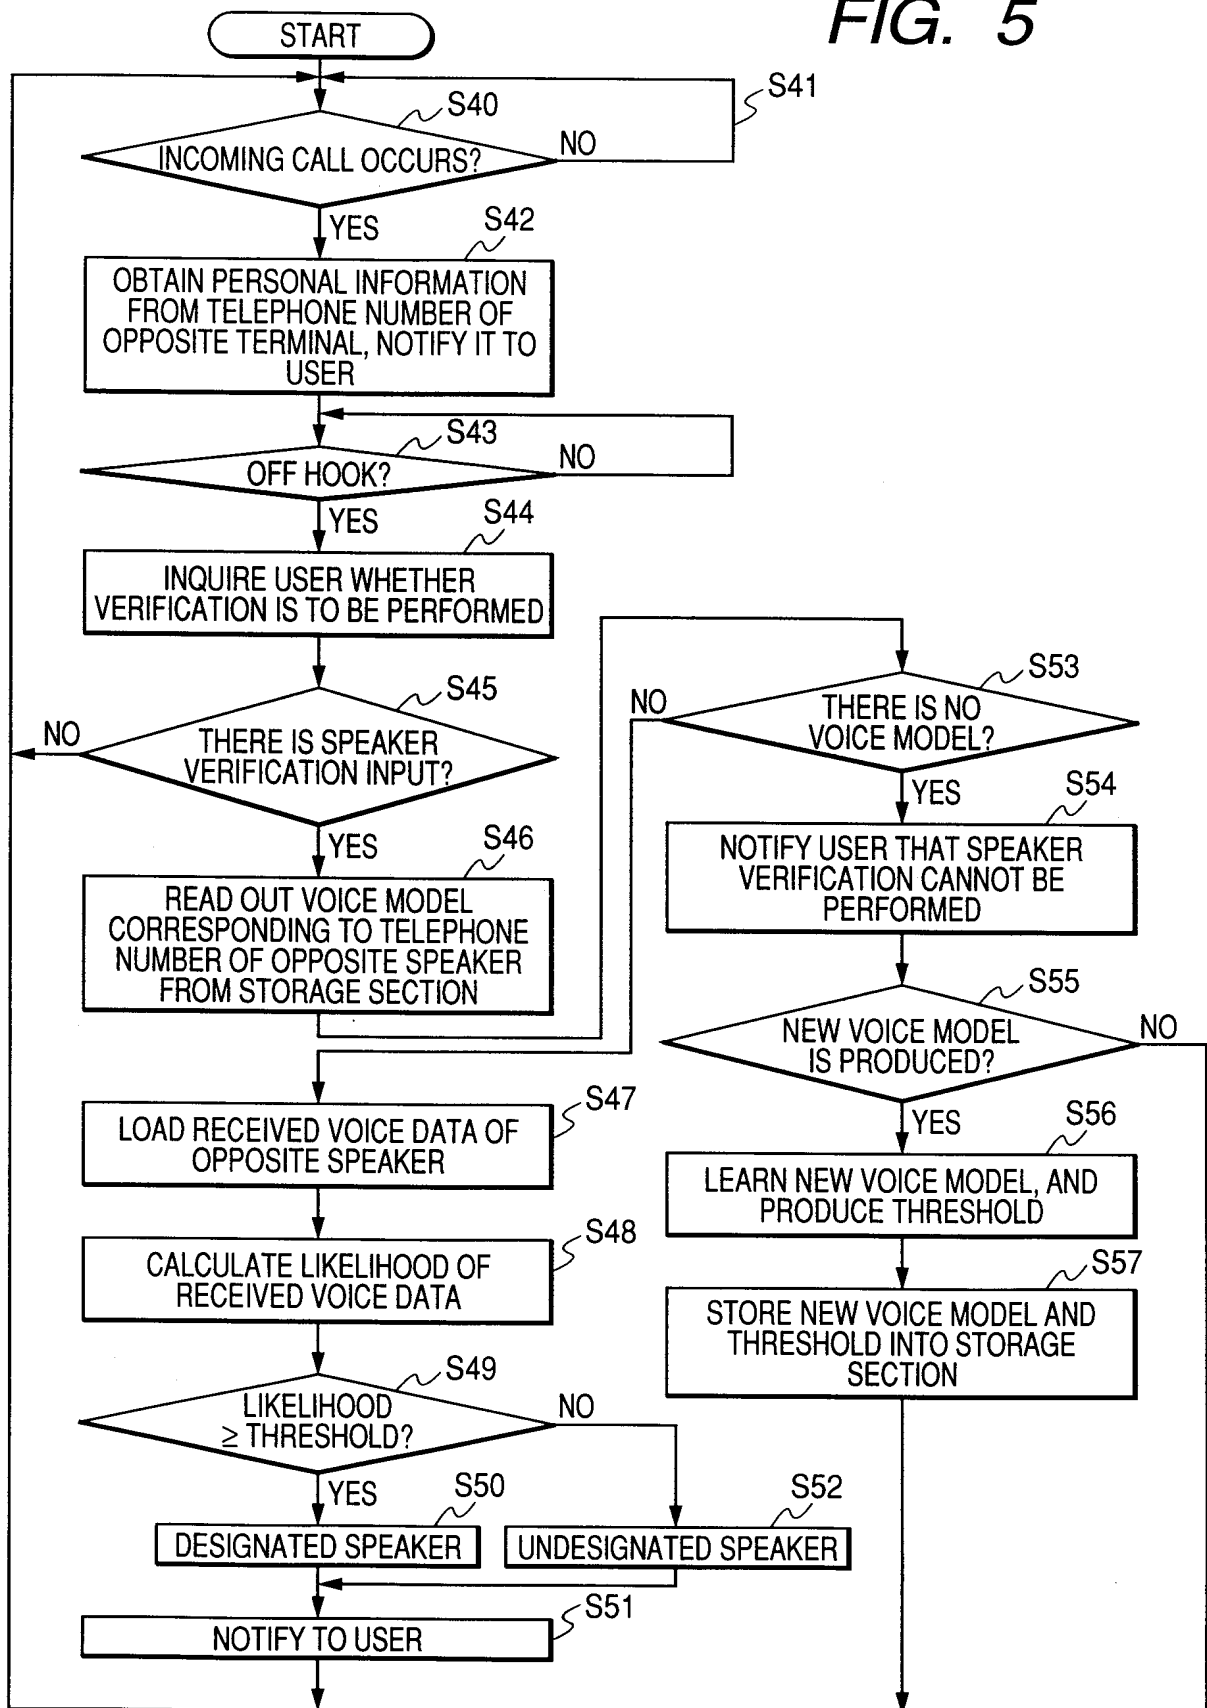 FIG. 5
START
S41
S40
INCOMING CALL OCCURS?
NO
YES
S42
OBTAIN PERSONAL INFORMATION
FROM TELEPHONE NUMBER OF
OPPOSITE TERMINAL, NOTIFY IT TO
USER
S43
OFF HOOK?
NO
YES
S44
INQUIRE USER WHETHER
VERIFICATION IS TO BE PERFORMED
S45
NO
THERE IS SPEAKER
VERIFICATION INPUT?
YES
S46
READ OUT VOICE MODEL
CORRESPONDING TO TELEPHONE
NUMBER OF OPPOSITE SPEAKER
FROM STORAGE SECTION
S47
LOAD RECEIVED VOICE DATA OF
OPPOSITE SPEAKER
S48
CALCULATE LIKELIHOOD OF
RECEIVED VOICE DATA
S49
LIKELIHOOD
≥ THRESHOLD?
NO
YES
S50
DESIGNATED SPEAKER
S52
UNDESIGNATED SPEAKER
S51
NOTIFY TO USER
S53
NO
THERE IS NO
VOICE MODEL?
YES
S54
NOTIFY USER THAT SPEAKER
VERIFICATION CANNOT BE
PERFORMED
S55
NEW VOICE MODEL
IS PRODUCED?
NO
YES
S56
LEARN NEW VOICE MODEL, AND
PRODUCE THRESHOLD
S57
STORE NEW VOICE MODEL AND
THRESHOLD INTO STORAGE
SECTION